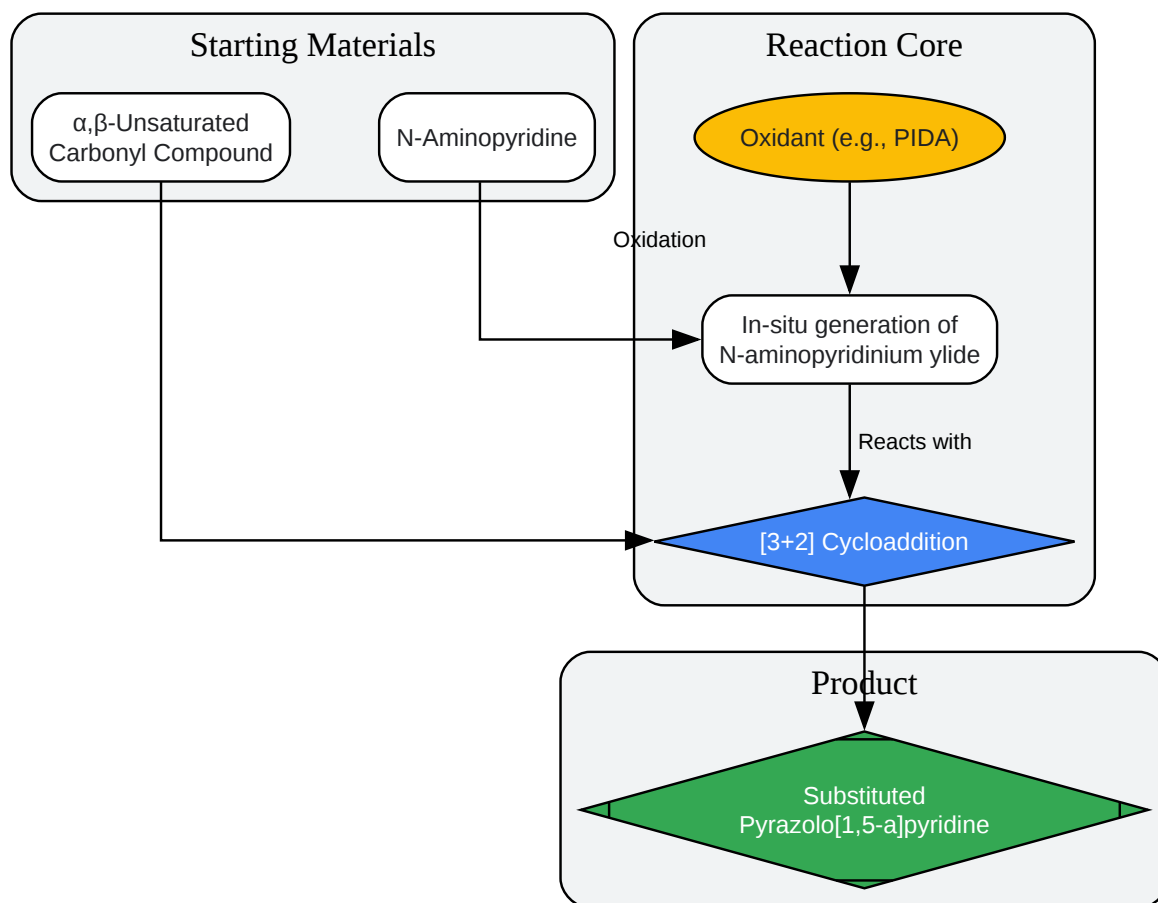 Starting Materials
Reaction Core
α,β-Unsaturated
Carbonyl Compound
N-Aminopyridine
Oxidant (e.g., PIDA)
Oxidation
In-situ generation of
N-aminopyridinium ylide
Reacts with
[3+2] Cycloaddition
Product
Substituted
Pyrazolo[1,5-a]pyridine